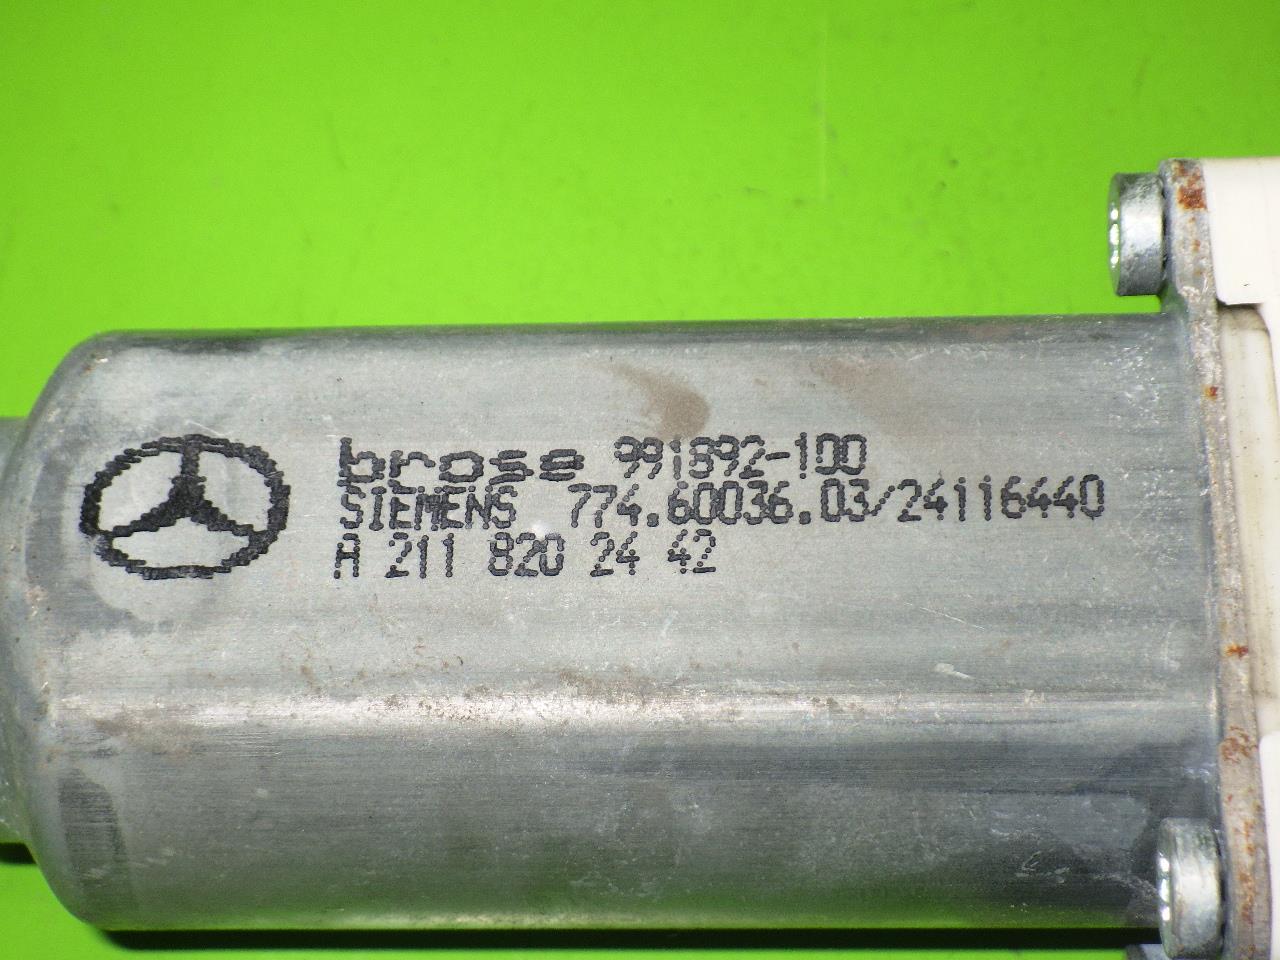 brose 991892-100
SIEMENS 774.60036.03/24116440
A 211 820 24 42